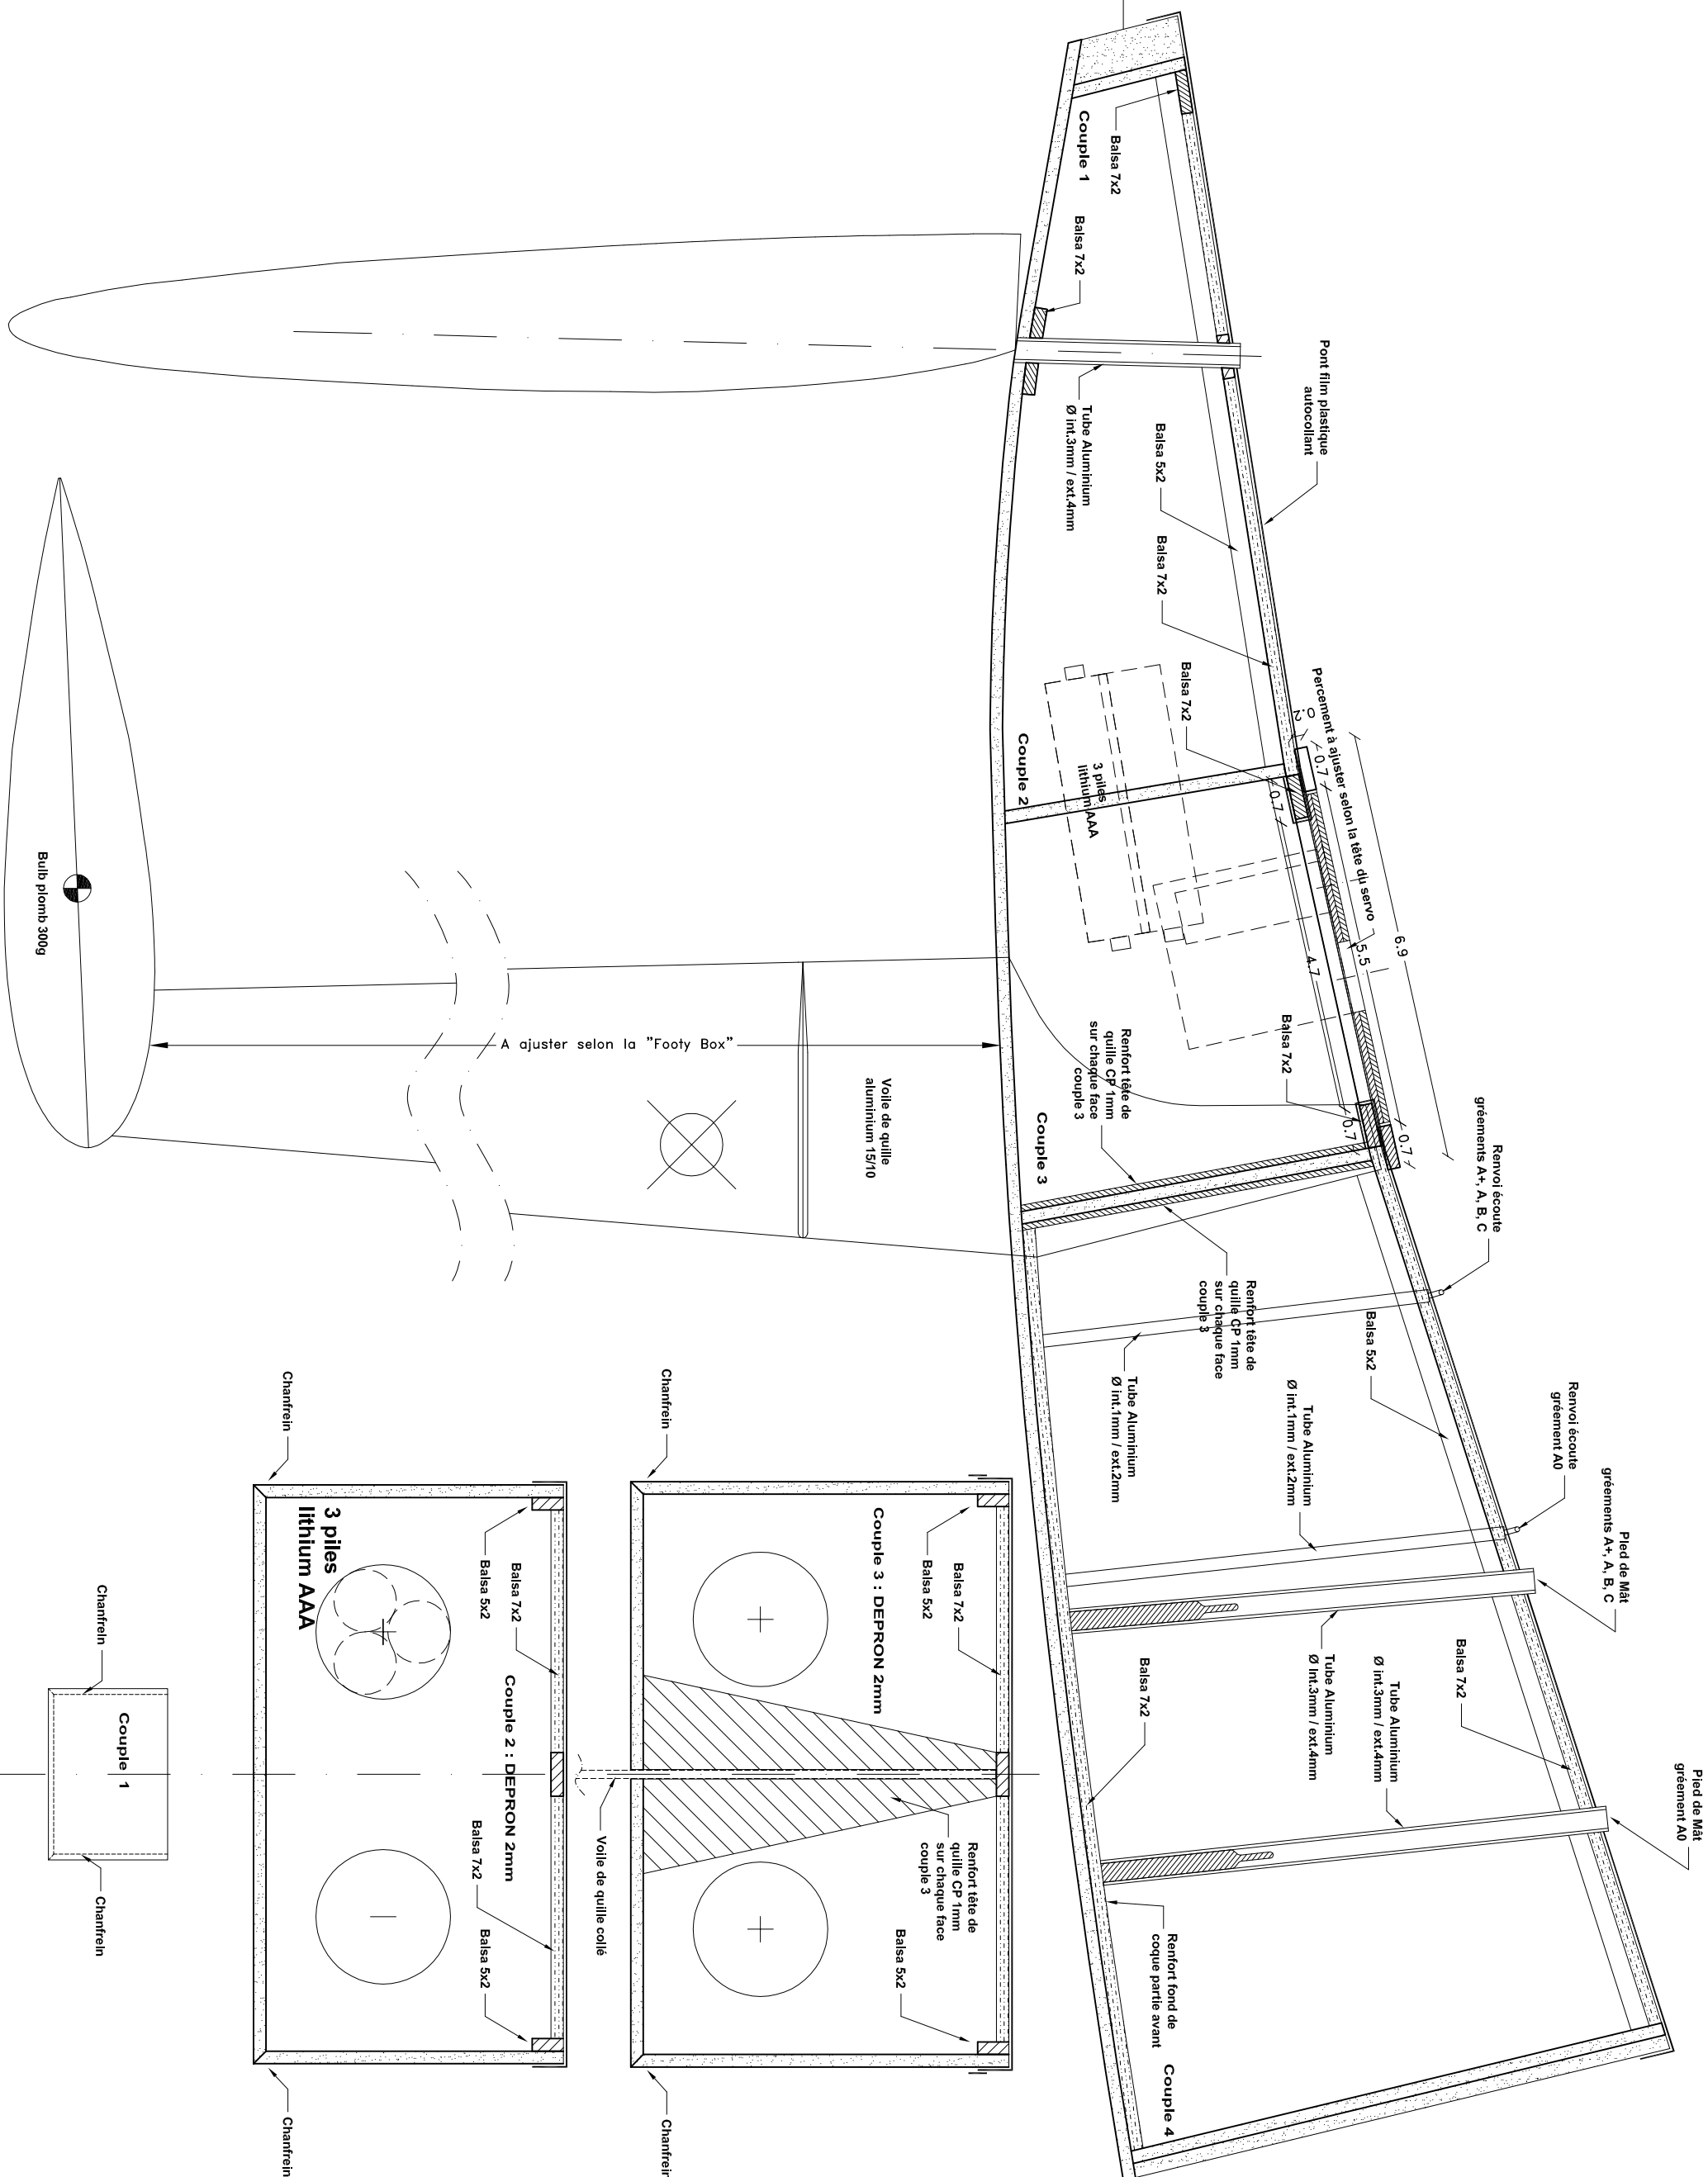 Couple 1
Balsa 7x2
Balsa 7x2
Tube Aluminium
Ø int.3mm / ext.4mm
Pont film plastique
autocollant
Balsa 5x2
Balsa 7x2
Balsa 7x2
Percement à ajuster selon la tête du servo
0.2
0.7
0.7
5.5
6.9
4.7
0.7
0.7
Couple 2
3 piles
lithium AAA
Balsa 7x2
Renfort tête de
quille CP 1mm
sur chaque face
couple 3
Couple 3
Renvoi écoute
gréements A+, A, B, C
Renfort tête de
quille CP 1mm
sur chaque face
couple 3
Balsa 5x2
Tube Aluminium
Ø int.1mm / ext.2mm
Tube Aluminium
Ø int.1mm / ext.2mm
Renvoi écoute
gréement A0
Pied de Mât
gréements A+, A, B, C
Balsa 7x2
Tube Aluminium
Ø Int.3mm / ext.4mm
Tube Aluminium
Ø int.3mm / ext.4mm
Balsa 7x2
Pied de Mât
gréement A0
Renfort fond de
coque partie avant
Couple 4
Bulb plomb 300g
A ajuster selon la "Footy Box"
Voile de quille
aluminium 15/10
Chanfrein
Couple 3 : DEPRON 2mm
Balsa 5x2
Balsa 7x2
Renfort tête de
quille CP 1mm
sur chaque face
couple 3
Balsa 5x2
Voile de quille collé
Chanfrein
Chanfrein
3 piles
lithium AAA
Balsa 5x2
Balsa 7x2
Couple 2 : DEPRON 2mm
Balsa 7x2
Balsa 5x2
Chanfrein
Chanfrein
Couple 1
Chanfrein